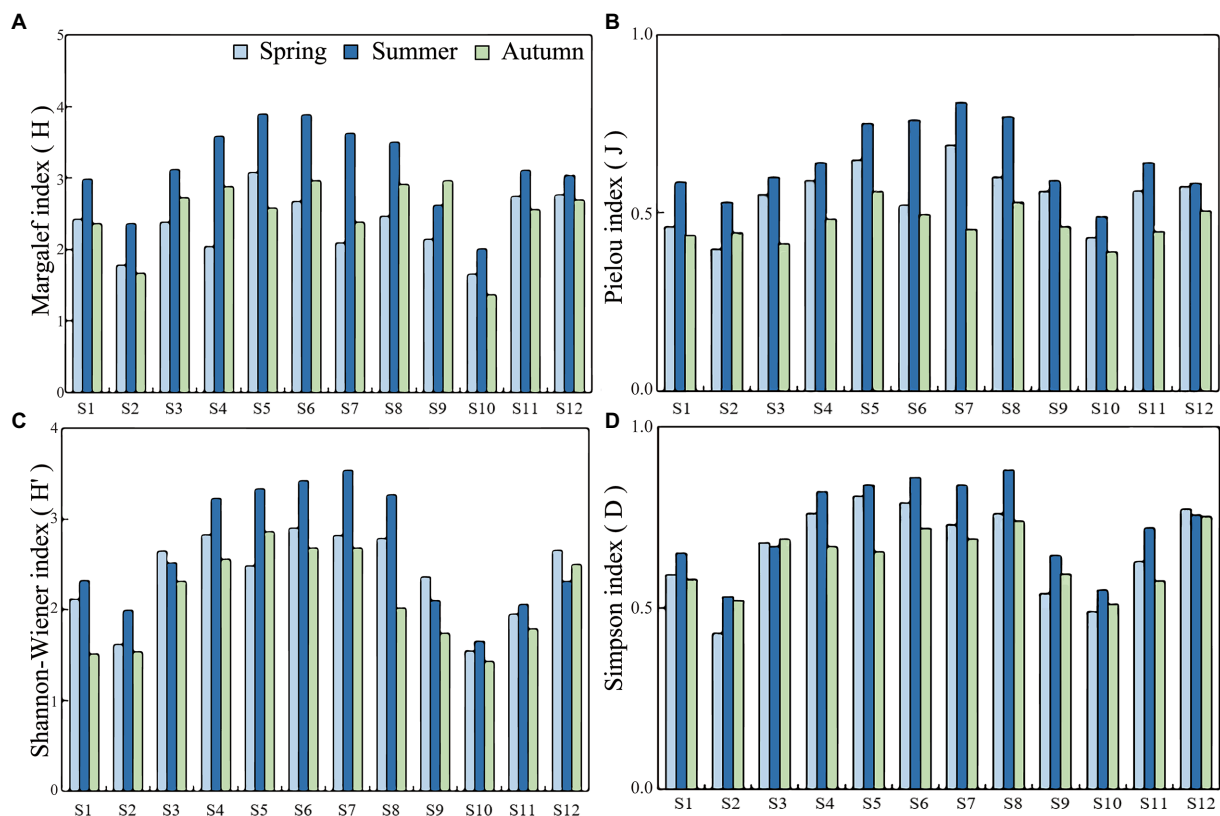 A
5
4
3
2
1
0
Margalef index ( H )
Spring Summer Autumn
S1 S2 S3 S4 S5 S6 S7 S8 S9 S10 S11 S12
B
1.0
0.5
0.0
Pielou index ( J )
S1 S2 S3 S4 S5 S6 S7 S8 S9 S10 S11 S12
C
4
3
2
1
0
Shannon-Wiener index ( H' )
S1 S2 S3 S4 S5 S6 S7 S8 S9 S10 S11 S12
D
1.0
0.5
0.0
Simpson index ( D )
S1 S2 S3 S4 S5 S6 S7 S8 S9 S10 S11 S12